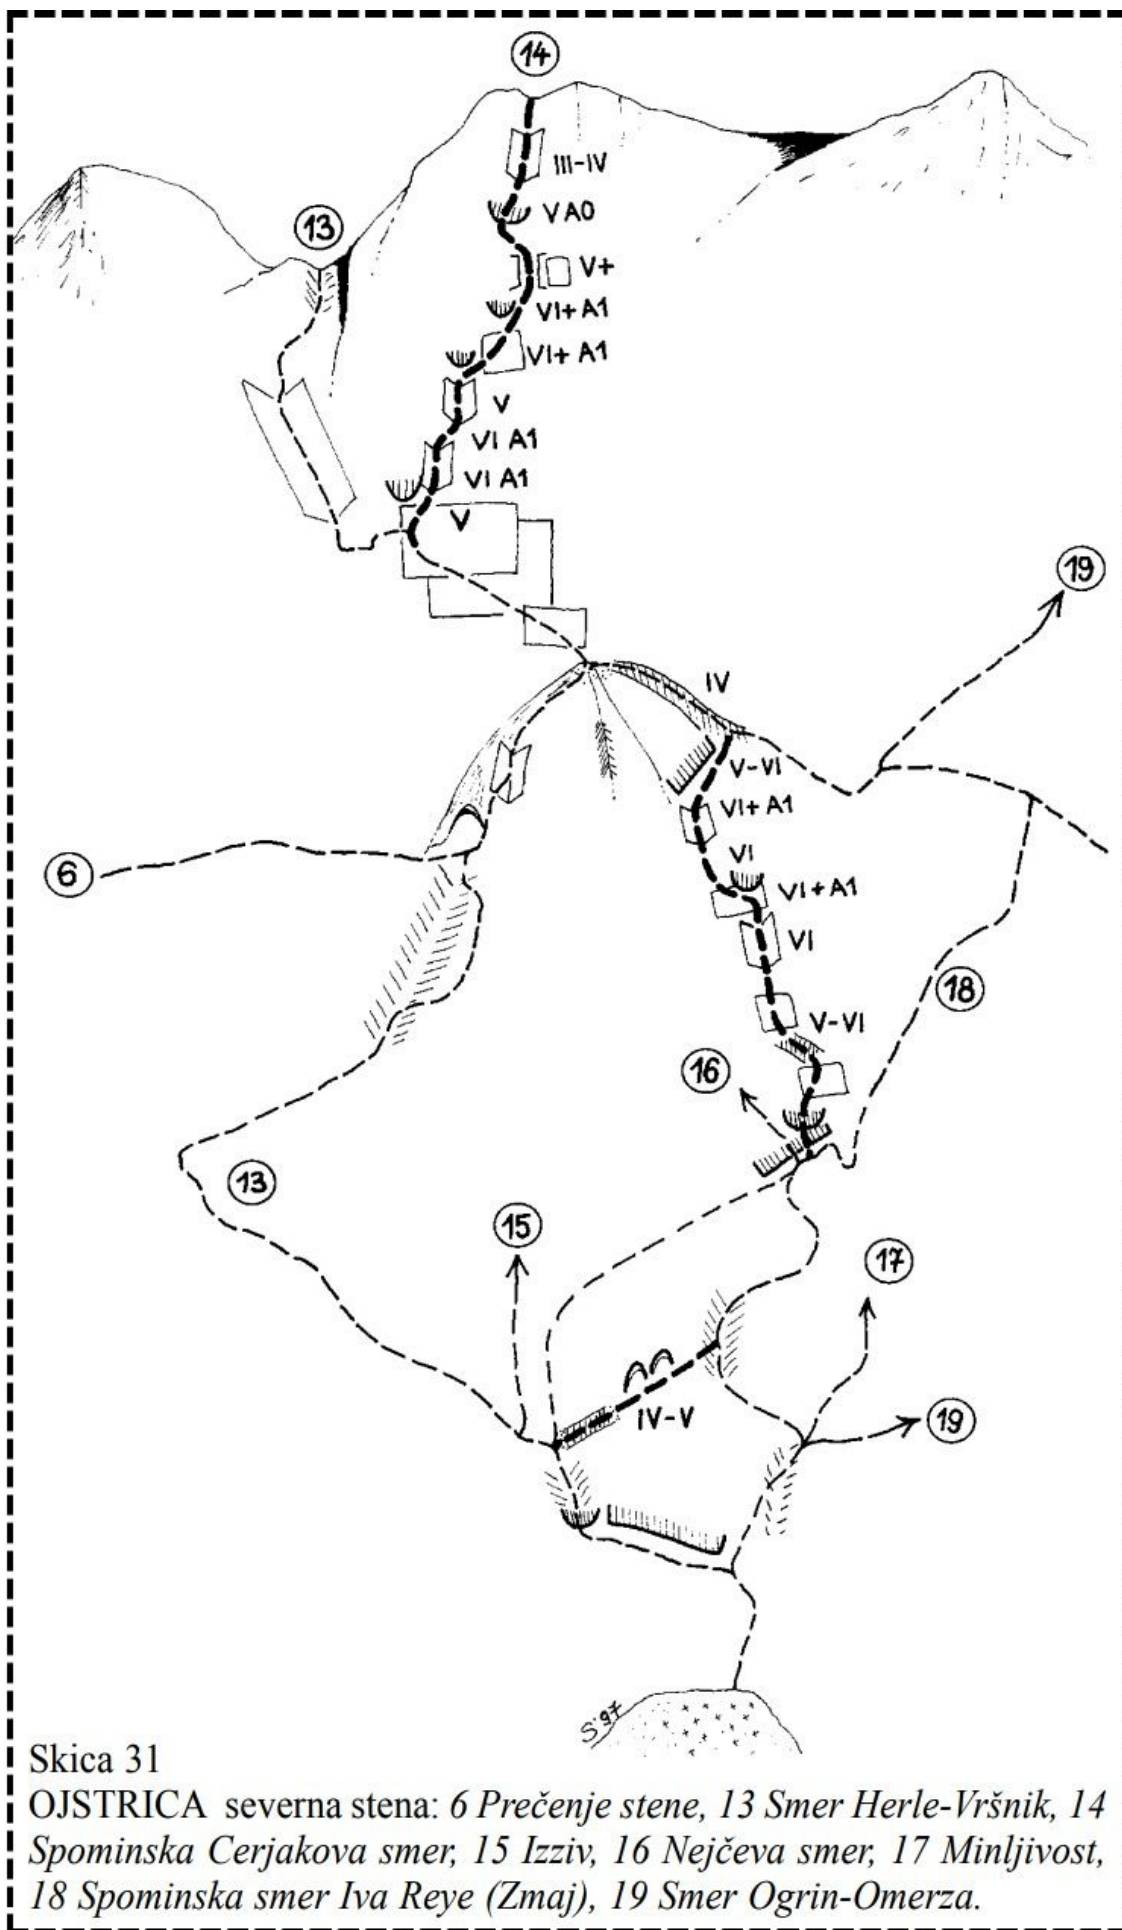 14
III-IV
13
V A0
V+
VI+ A1
VI+ A1
V
VI A1
VI A1
V
19
IV
V-VI
VI+ A1
6
VI
VI+A1
VI
18
V-VI
16
13
15
17
IV-V
19
S'97
Skica 31
OJSTRICA severna stena: 6 Prečenje stene, 13 Smer Herle-Vršnik, 14
Spominska Cerjakova smer, 15 Izziv, 16 Nejčeva smer, 17 Minljivost,
18 Spominska smer Iva Reye (Zmaj), 19 Smer Ogrin-Omerza.